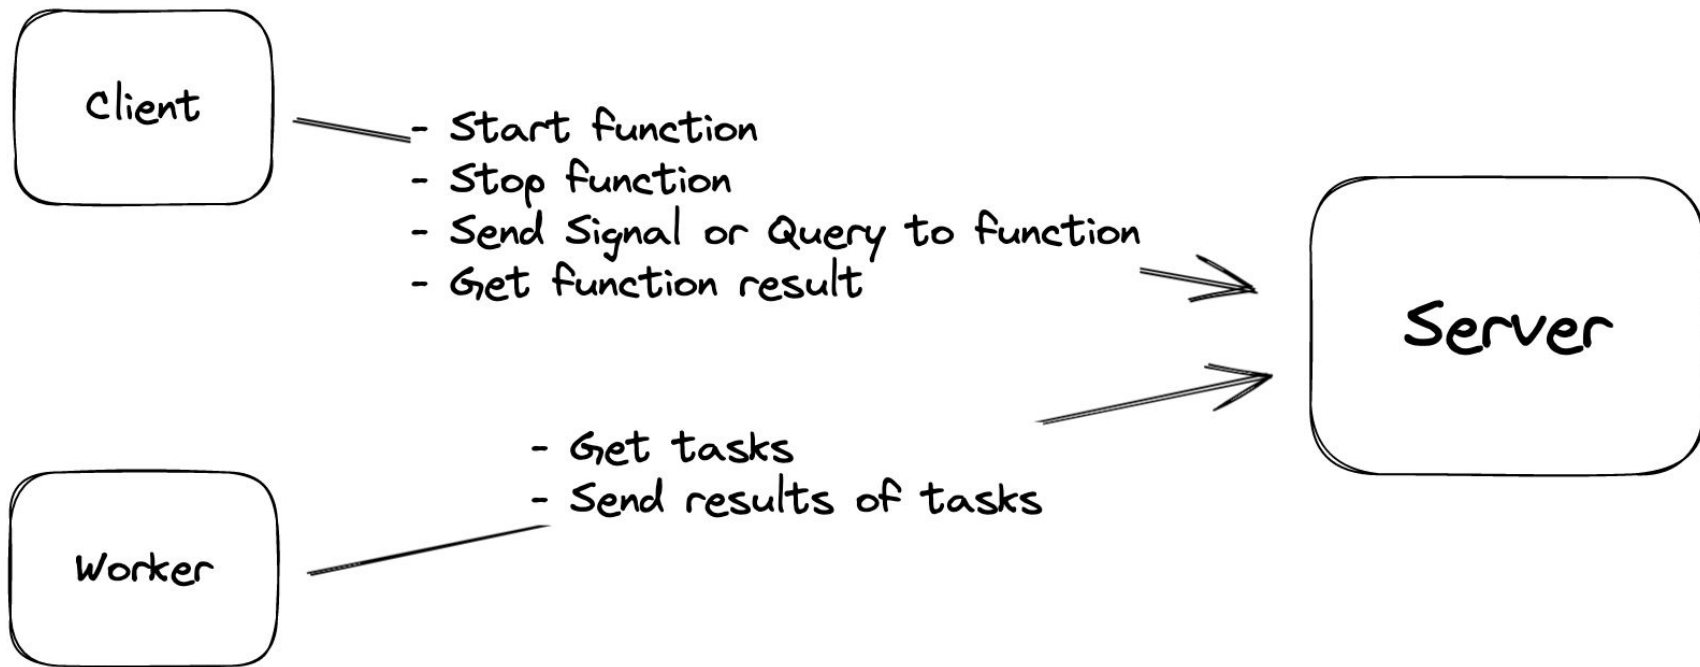 Client
- Start function
- Stop function
- Send Signal or Query to function
- Get function result
Server
- Get tasks
- Send results of tasks
Worker